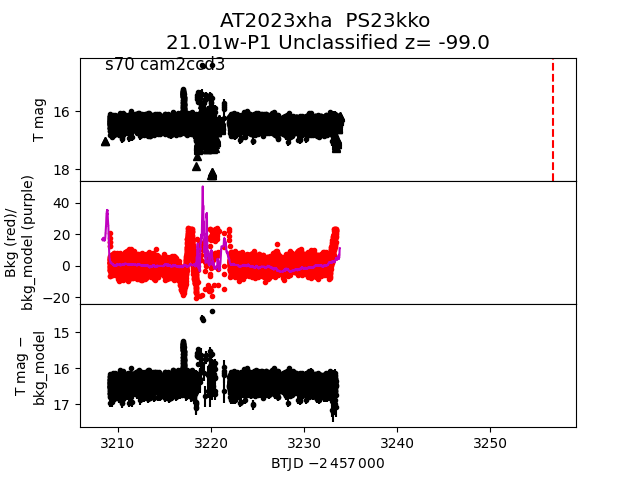 AT2023xha  PS23kko
21.01w-P1 Unclassified z= -99.0
s70 cam2ccd3
T mag
16
18
Bkg (red)/
bkg_model (purple)
40
20
0
−20
T mag −
bkg_model
15
16
17
3210
3220
3230
3240
3250
BTJD −2 457 000